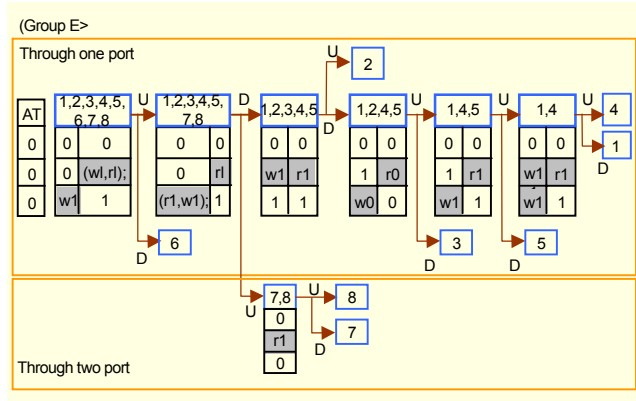 (Group E>
Through one port
U
2
AT 1,2,3,4,5, 6,7,8 U 1,2,3,4,5, 7,8 D 1,2,3,4,5 D 1,2,4,5 U 1,4,5 U 1,4 U 4
1
D
0 0 0 0 0 0 0 0 0 0 0 0 0
0 0 (wl,rl); 0 rl w1 r1 1 r0 1 r1 w1 r1
0 w1 1 (r1,w1); 1 1 1 w0 0 w1 1 w1 1
D 6 D 3 D 5
U 7,8 U 8
0
r1 D 7
0
Through two port